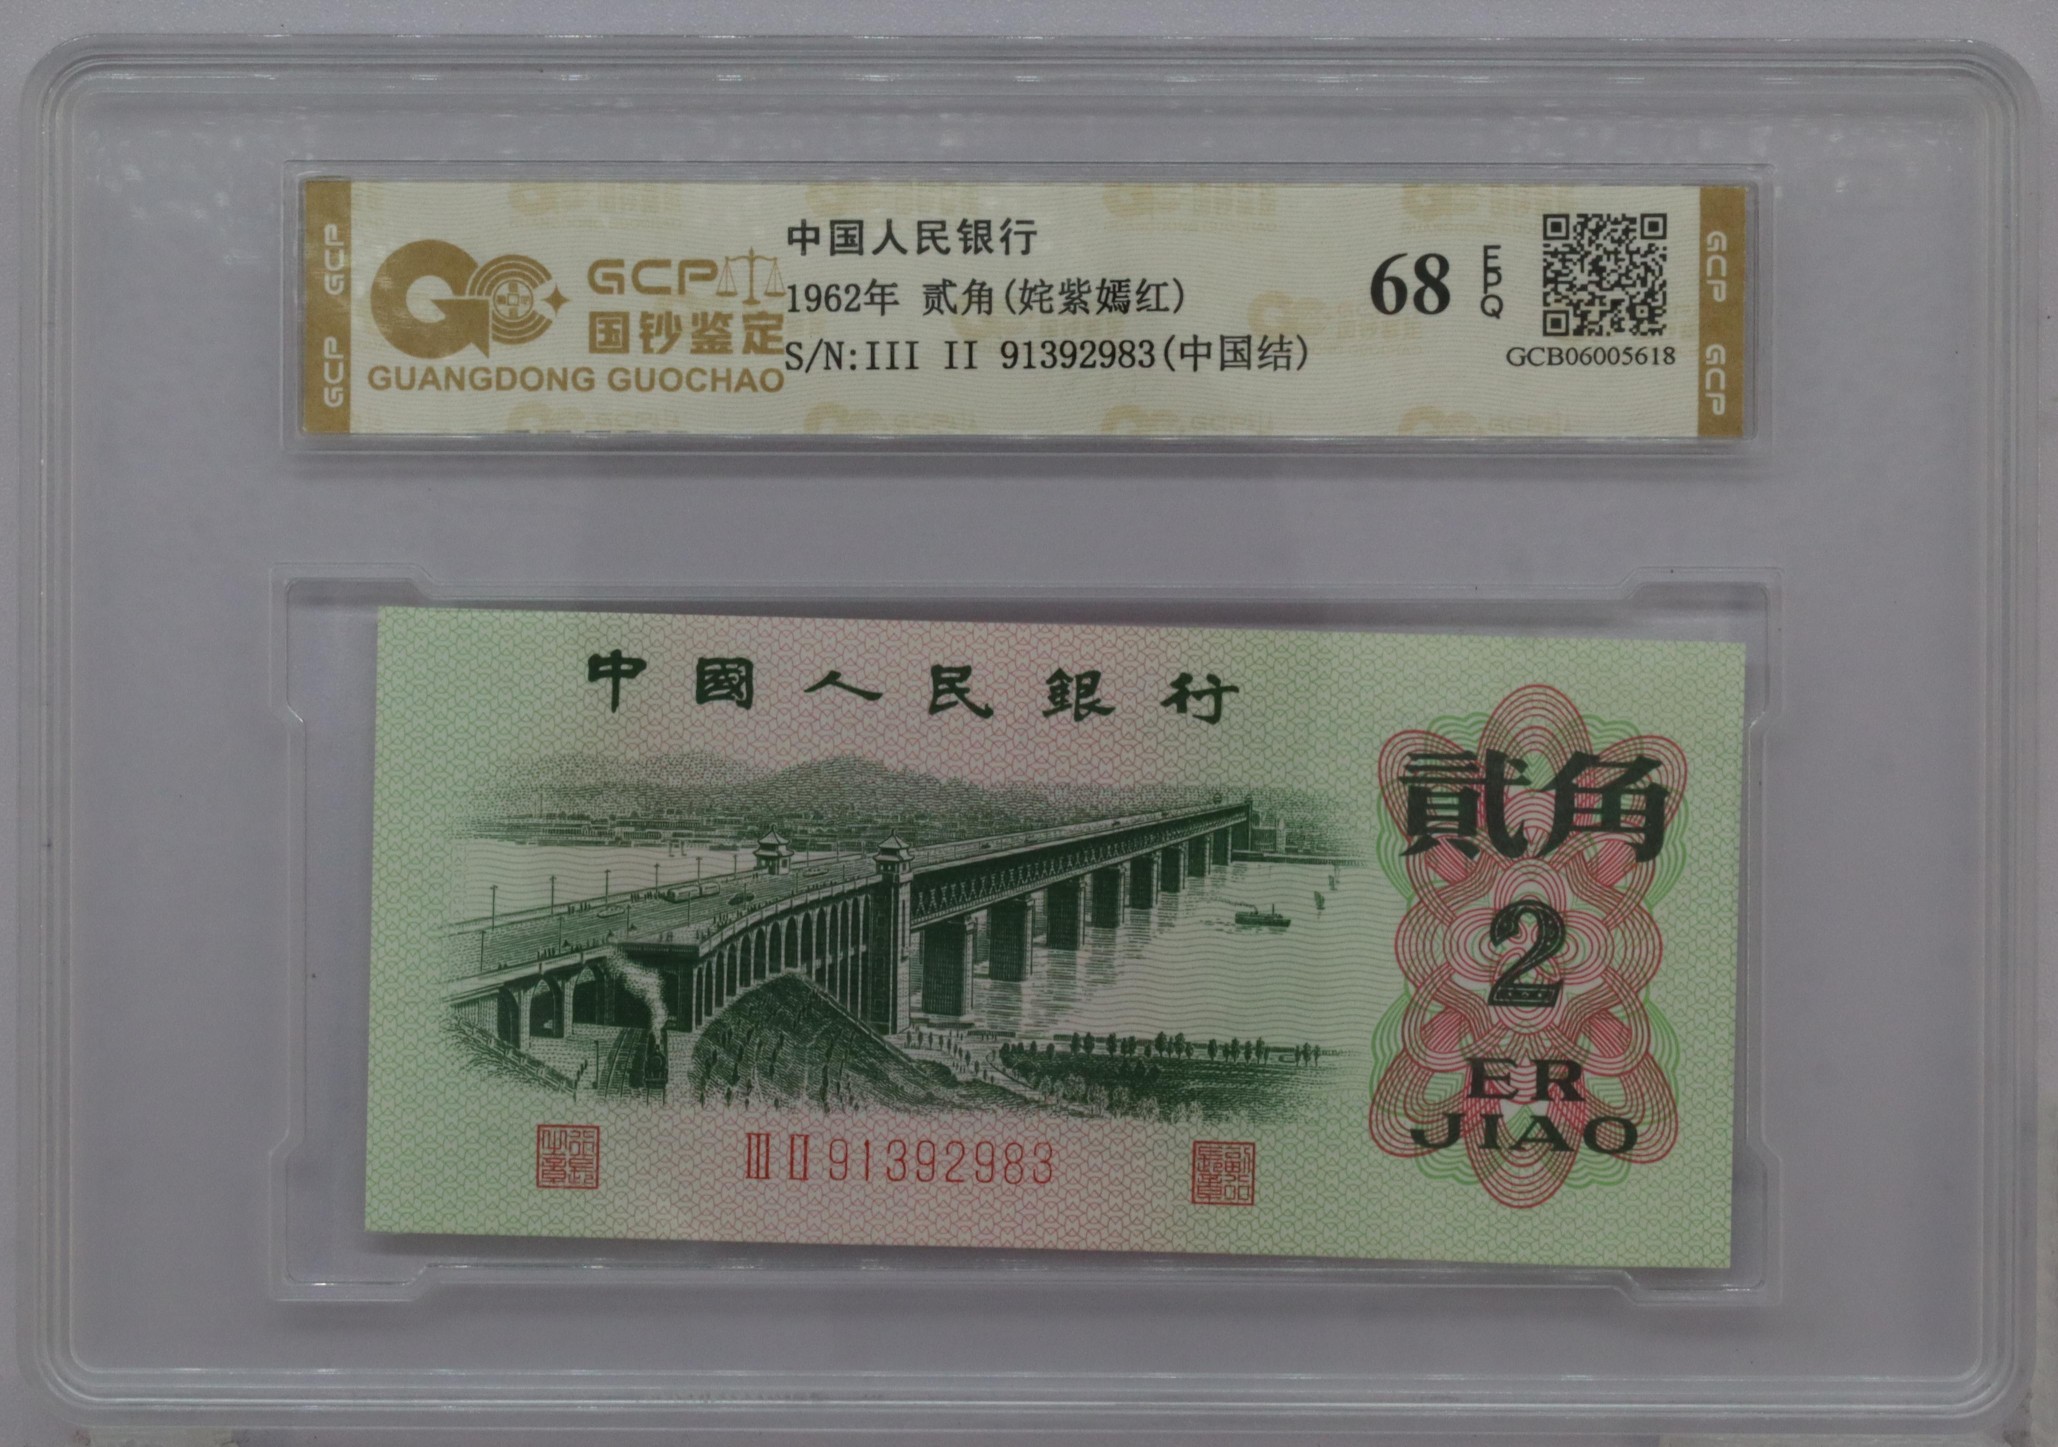 GCP
GCP
GCP
国钞鉴定
GUANGDONG GUOCHAO
中国人民银行
1962年 贰角(姹紫嫣红)
S/N:III II 91392983(中国结)
68
EPQ
GCB06005618
GCP
GCP
中國人民銀行
貳角
2
ER
JIAO
III II 91392983